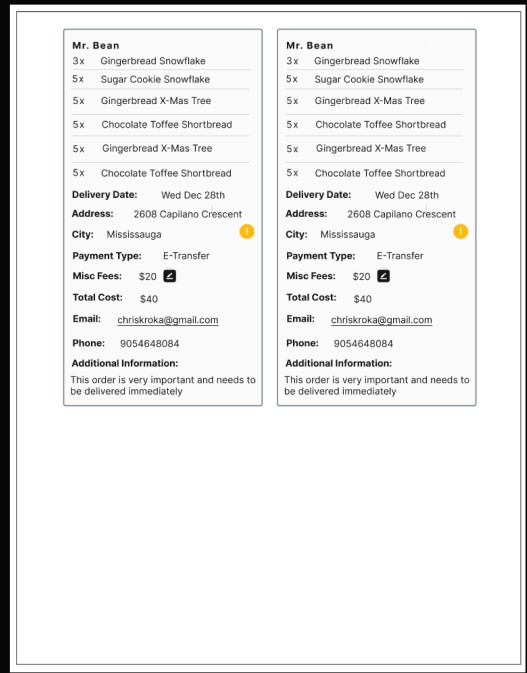 Mr. Bean
3x Gingerbread Snowflake
5x Sugar Cookie Snowflake
5x Gingerbread X-Mas Tree
5x Chocolate Toffee Shortbread
5x Gingerbread X-Mas Tree
5x Chocolate Toffee Shortbread
Delivery Date: Wed Dec 28th
Address: 2608 Capilano Crescent
City: Mississauga
Payment Type: E-Transfer
Misc Fees: $20
Total Cost: $40
Email: chriskroka@gmail.com
Phone: 9054648084
Additional Information:
This order is very important and needs to
be delivered immediately
Mr. Bean
3x Gingerbread Snowflake
5x Sugar Cookie Snowflake
5x Gingerbread X-Mas Tree
5x Chocolate Toffee Shortbread
5x Gingerbread X-Mas Tree
5x Chocolate Toffee Shortbread
Delivery Date: Wed Dec 28th
Address: 2608 Capilano Crescent
City: Mississauga
Payment Type: E-Transfer
Misc Fees: $20
Total Cost: $40
Email: chriskroka@gmail.com
Phone: 9054648084
Additional Information:
This order is very important and needs to
be delivered immediately